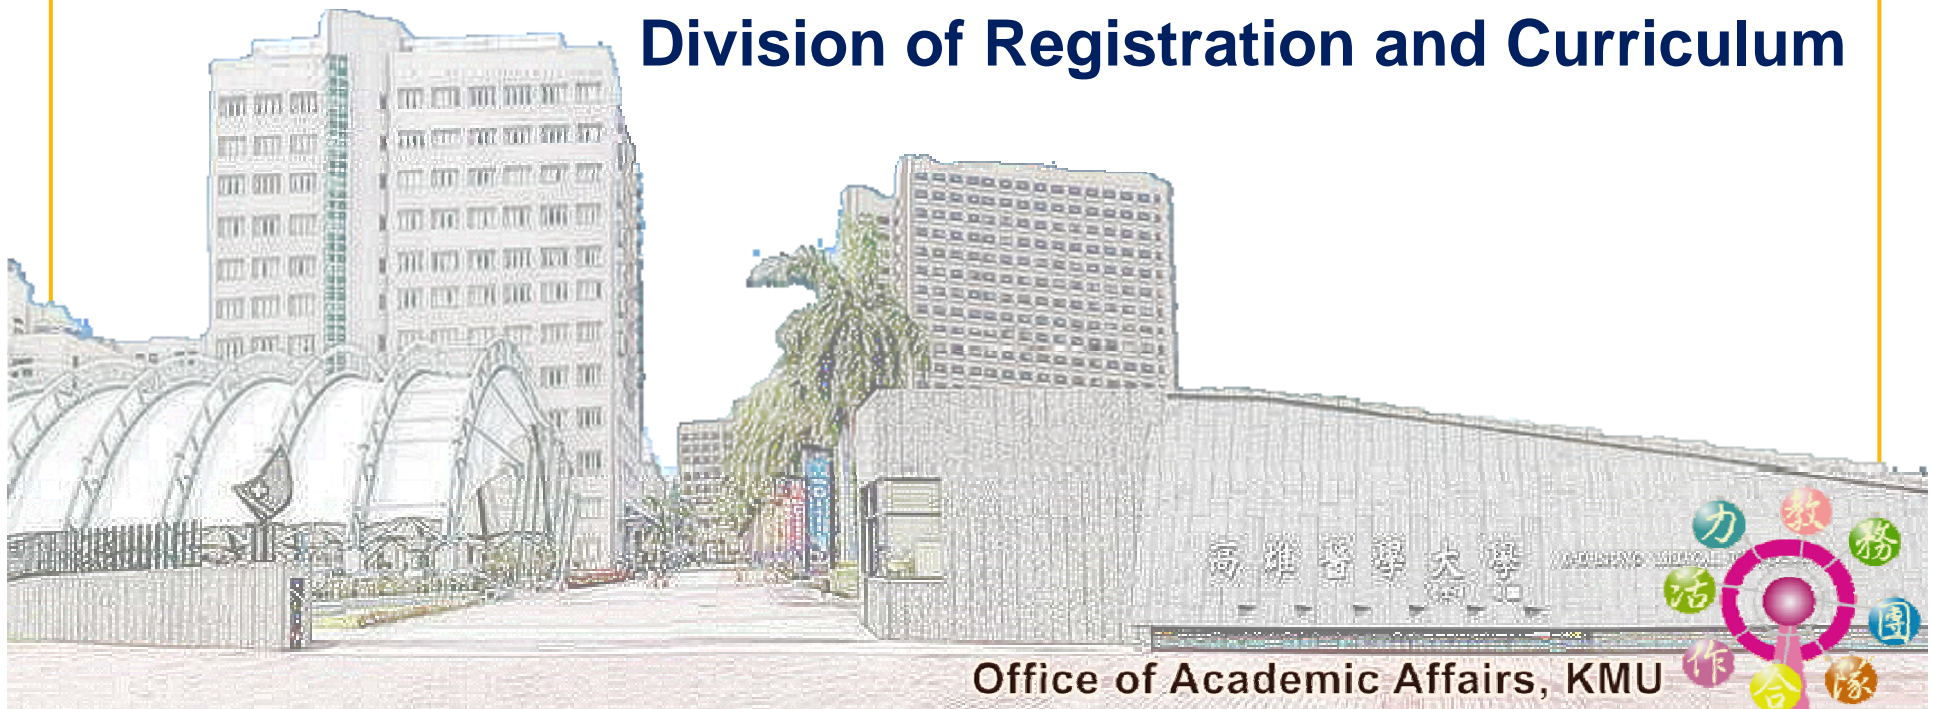 Division of Registration and Curriculum
高雄醫學大學
Office of Academic Affairs, KMU
教務團隊合作活力